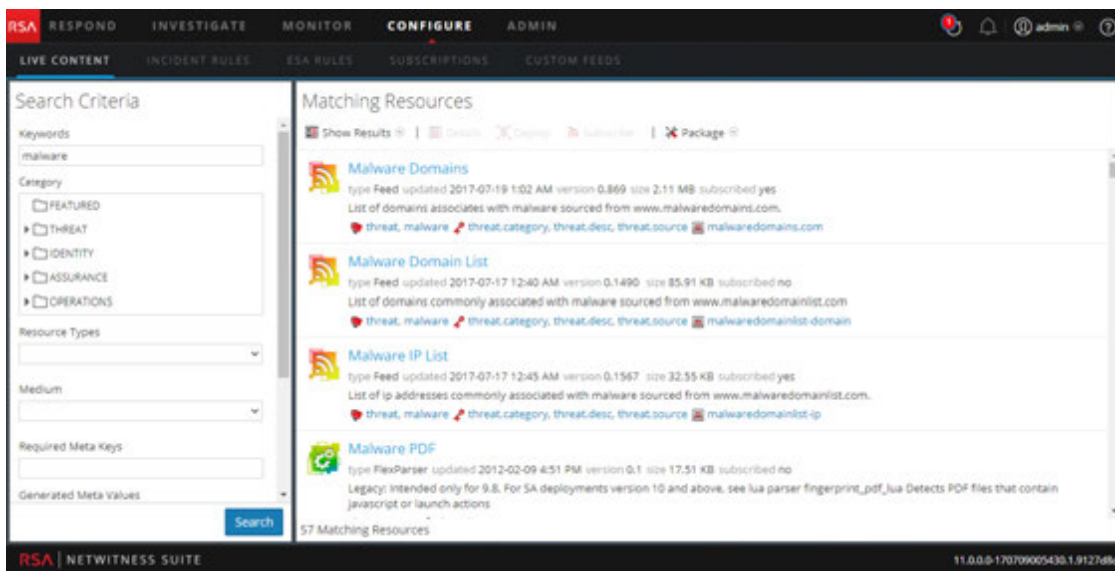 RSA RESPOND INVESTIGATE MONITOR CONFIGURE ADMIN 1 admin
LIVE CONTENT INCIDENT RULES ESA RULES SUBSCRIPTIONS CUSTOM FEEDS
Search Criteria
Keywords
malware
Category
FEATURED
THREAT
IDENTITY
ASSURANCE
OPERATIONS
Resource Types
Medium
Required Meta Keys
Generated Meta Values
Search
Matching Resources
Show Results | Details Deploy Subscribe | Package
Malware Domains
type Feed updated 2017-07-19 1:02 AM version 0.869 size 2.11 MB subscribed yes
List of domains associates with malware sourced from www.malwaredomains.com.
threat, malware threat.category, threat.desc, threat.source malwaredomains.com
Malware Domain List
type Feed updated 2017-07-17 12:40 AM version 0.1490 size 85.91 KB subscribed no
List of domains commonly associated with malware sourced from www.malwaredomainlist.com
threat, malware threat.category, threat.desc, threat.source malwaredomainlist-domain
Malware IP List
type Feed updated 2017-07-17 12:45 AM version 0.1567 size 32.55 KB subscribed yes
List of ip addresses commonly associated with malware sourced from www.malwaredomainlist.com.
threat, malware threat.category, threat.desc, threat.source malwaredomainlist-ip
Malware PDF
type FlexParser updated 2012-02-09 4:51 PM version 0.1 size 17.51 KB subscribed no
Legacy: Intended only for 9.8. For SA deployments version 10 and above, see lua parser fingerprint_pdf_lua Detects PDF files that contain
javascript or launch actions
57 Matching Resources
RSA | NETWITNESS SUITE